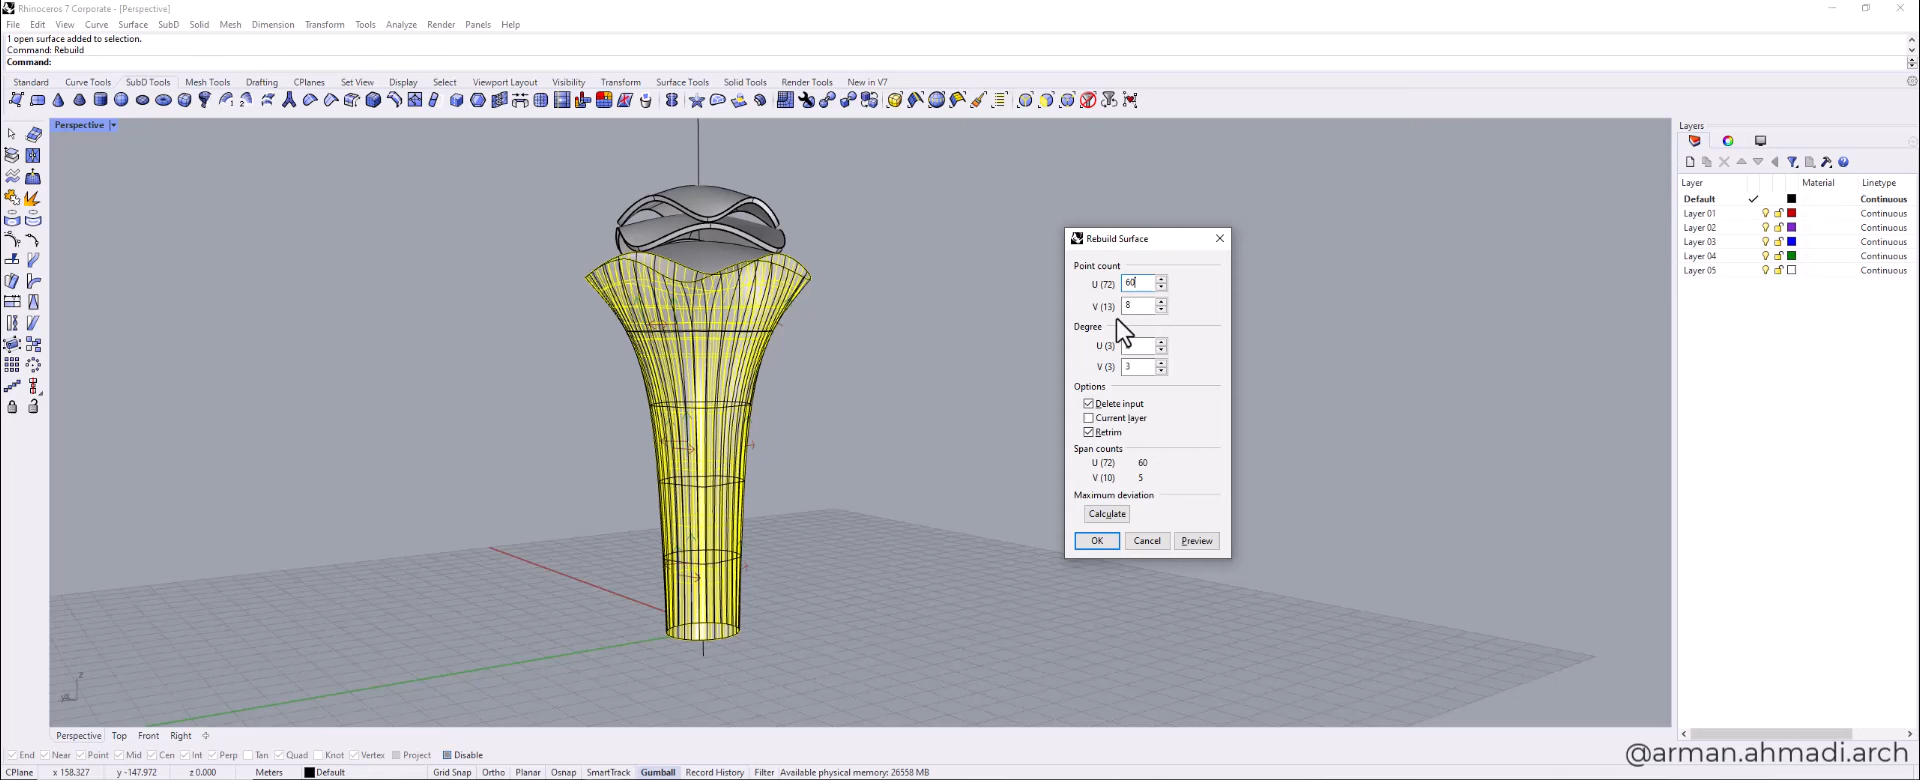 Rhinoceros 7 Corporate - [Perspective]
File Edit View Curve Surface SubD Solid Mesh Dimension Transform Tools Analyze Render Panels Help
1 open surface added to selection.
Command: Rebuild
Command:
Standard Curve Tools SubD Tools Mesh Tools Drafting CPlanes Set View Display Select Viewport Layout Visibility Transform Surface Tools Solid Tools Render Tools New in V7
Perspective
Layers
Layer Material Linetype
Default Continuous
Layer 01 Continuous
Layer 02 Continuous
Layer 03 Continuous
Layer 04 Continuous
Layer 05 Continuous
Rebuild Surface
Point count
U (72) 60
V (13) 8
Degree
U (3)
V (3) 3
Options
Delete input
Current layer
Retrim
Span counts
U (72) 60
V (10) 5
Maximum deviation
Calculate
OK Cancel Preview
z
Perspective Top Front Right
End Near Point Mid Cen Int Perp Tan Quad Knot Vertex Project Disable
@arman.ahmadi.arch
CPlane x 158.327 y -147.972 z 0.000 Meters Default Grid Snap Ortho Planar Osnap SmartTrack Gumball Record History Filter Available physical memory: 26558 MB